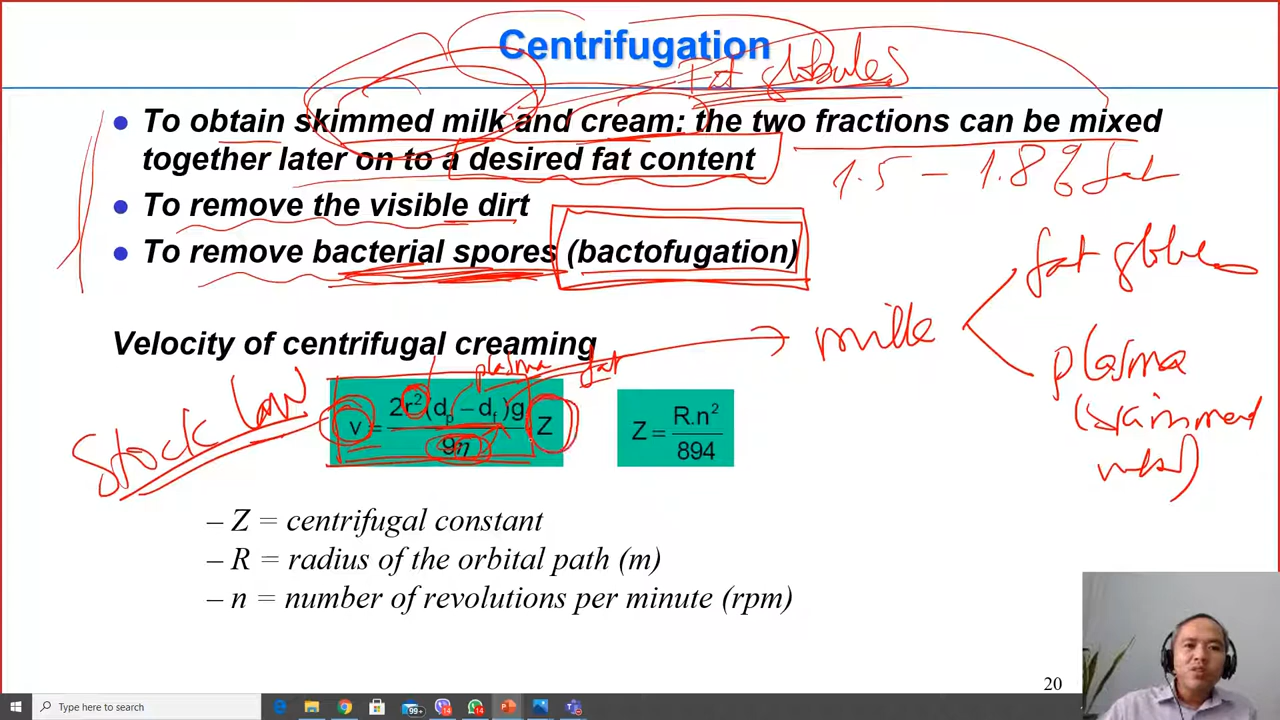 Centrifugation
Fat globules
● To obtain skimmed milk and cream: the two fractions can be mixed
together later on to a desired fat content
1.5 - 1.8% fat
● To remove the visible dirt
● To remove bacterial spores (bactofugation)
fat globules
milk
plasma
(skimmed
milk)
Velocity of centrifugal creaming
plasma fat
Stock law
v = 2r²(dp – df)g / 9η Z
Z = R.n² / 894
– Z = centrifugal constant
– R = radius of the orbital path (m)
– n = number of revolutions per minute (rpm)
20
Type here to search
99+
14
14